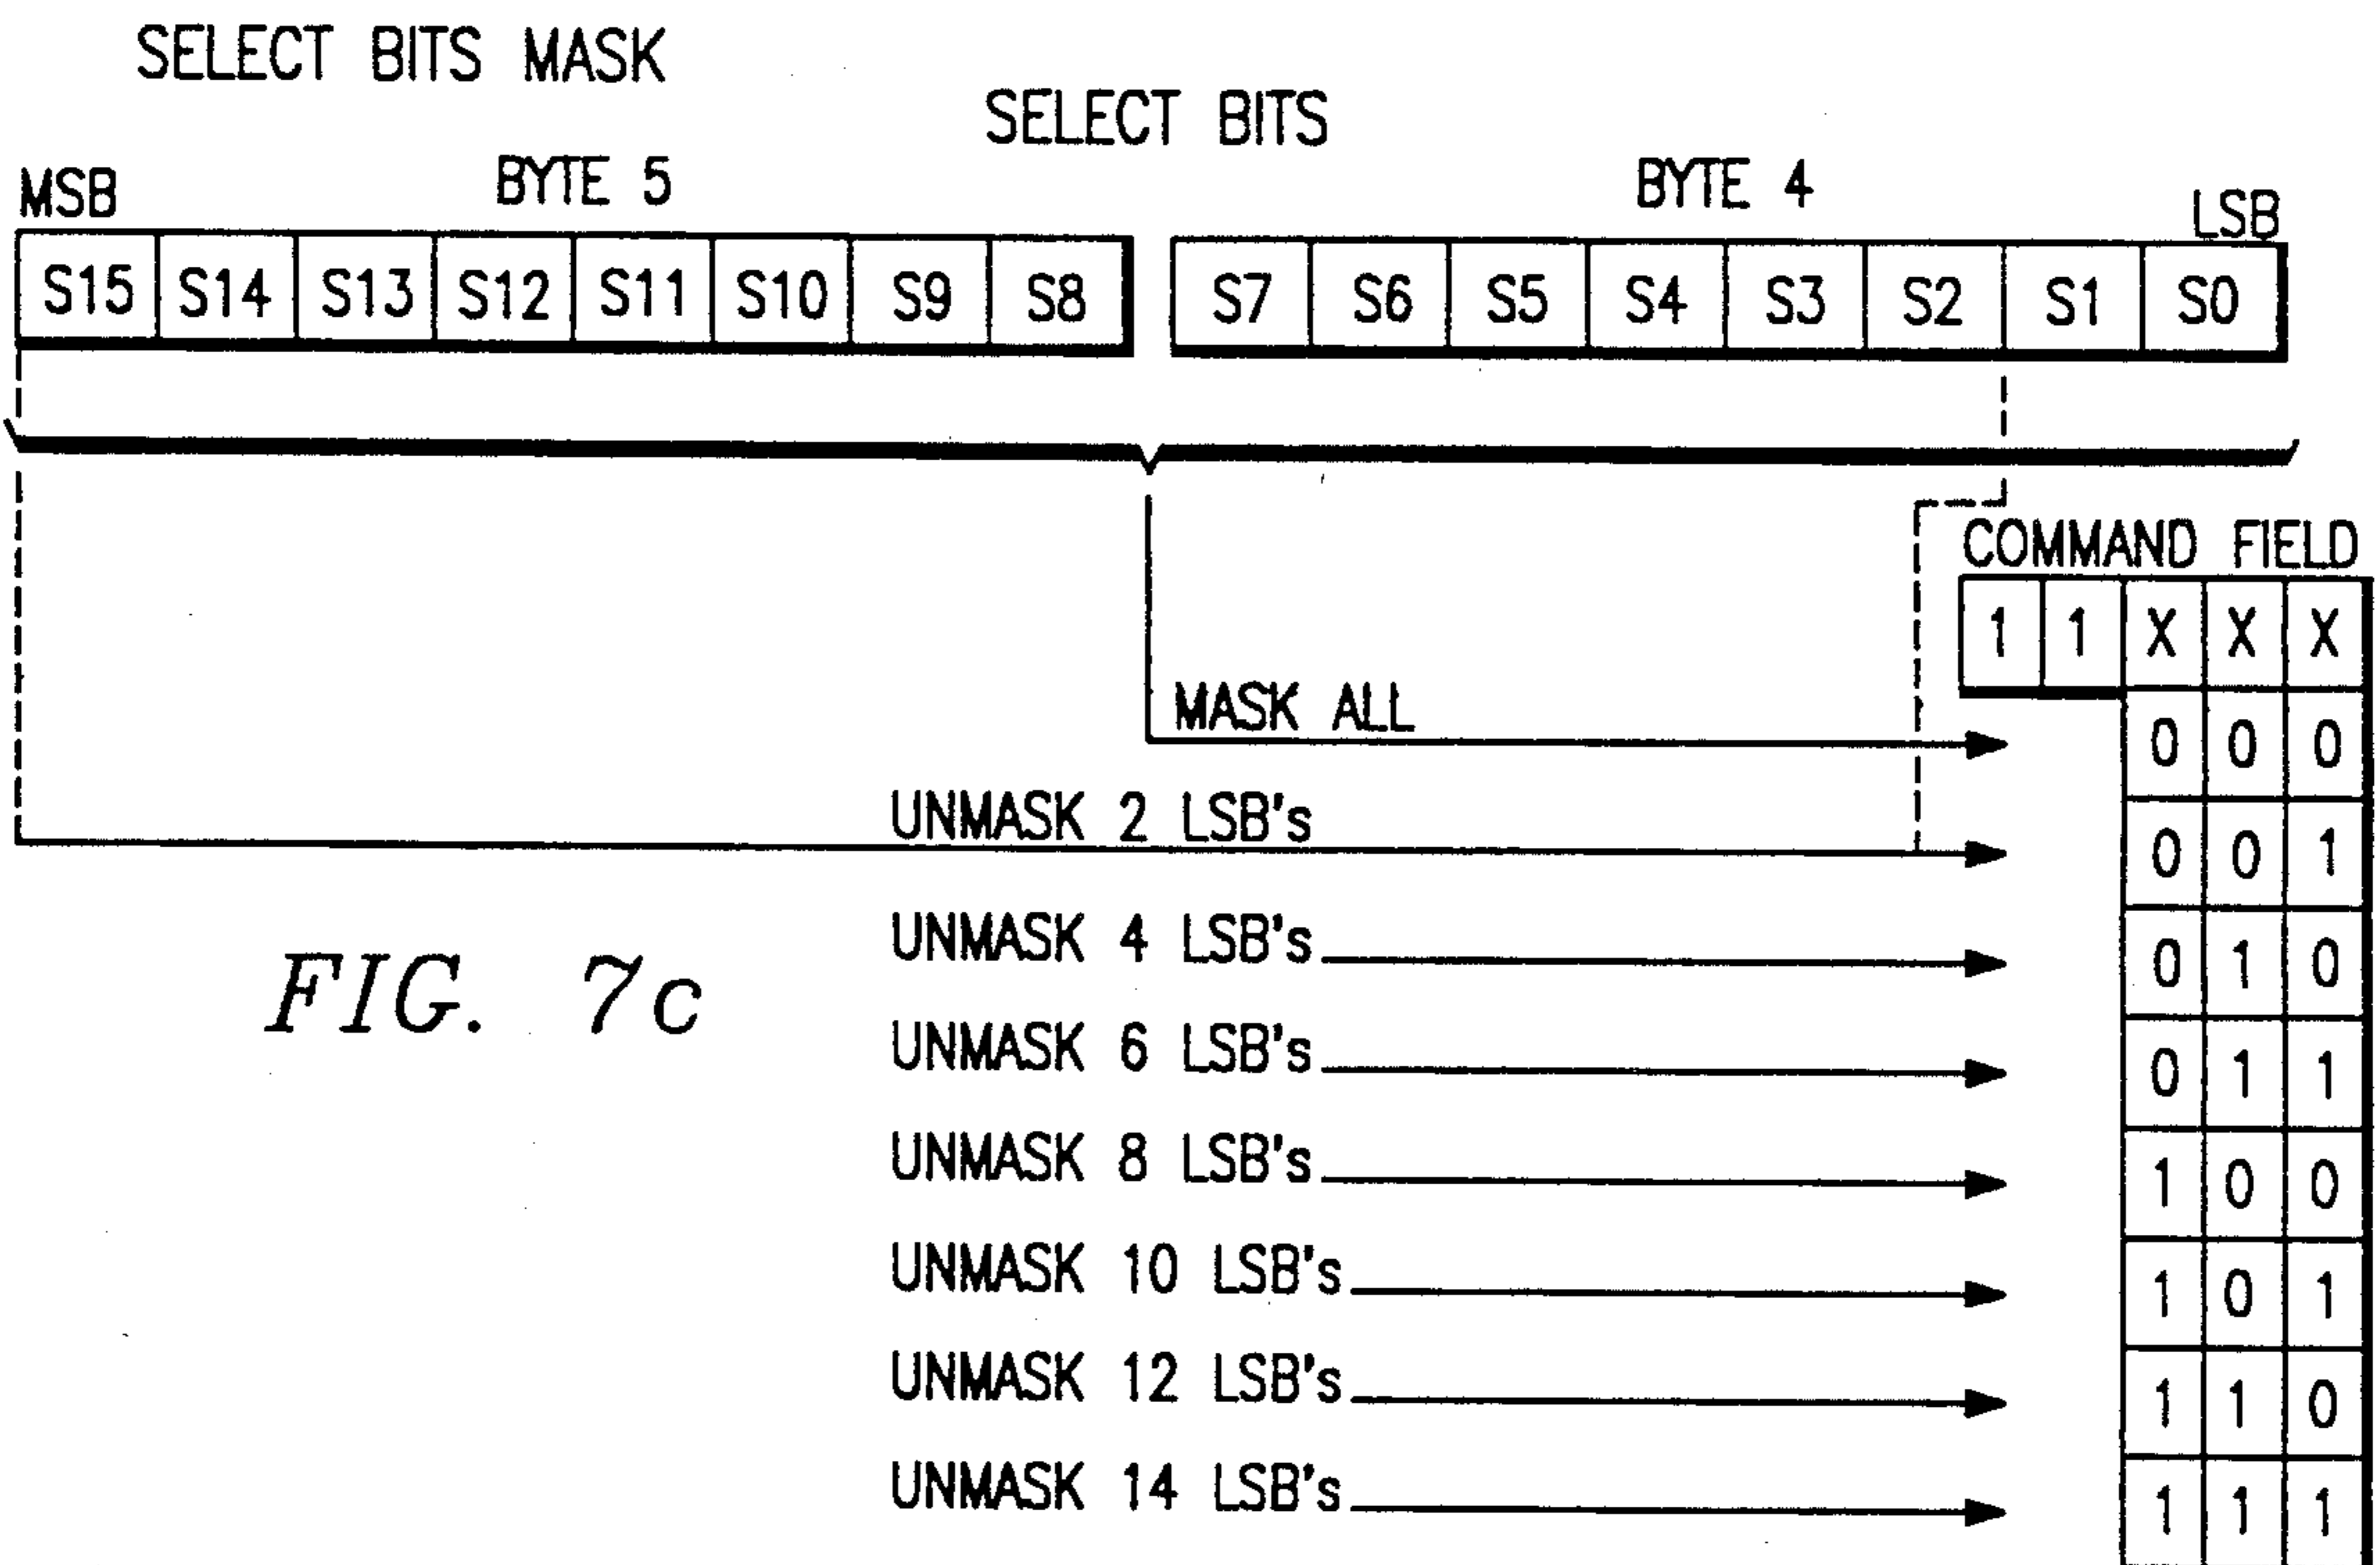 SELECT BITS MASK
SELECT BITS
MSB BYTE 5 BYTE 4 LSB
S15 S14 S13 S12 S11 S10 S9 S8 S7 S6 S5 S4 S3 S2 S1 S0
COMMAND FIELD
1 1 X X X
MASK ALL 0 0 0
UNMASK 2 LSB's 0 0 1
UNMASK 4 LSB's 0 1 0
UNMASK 6 LSB's 0 1 1
UNMASK 8 LSB's 1 0 0
UNMASK 10 LSB's 1 0 1
UNMASK 12 LSB's 1 1 0
UNMASK 14 LSB's 1 1 1
FIG. 7c